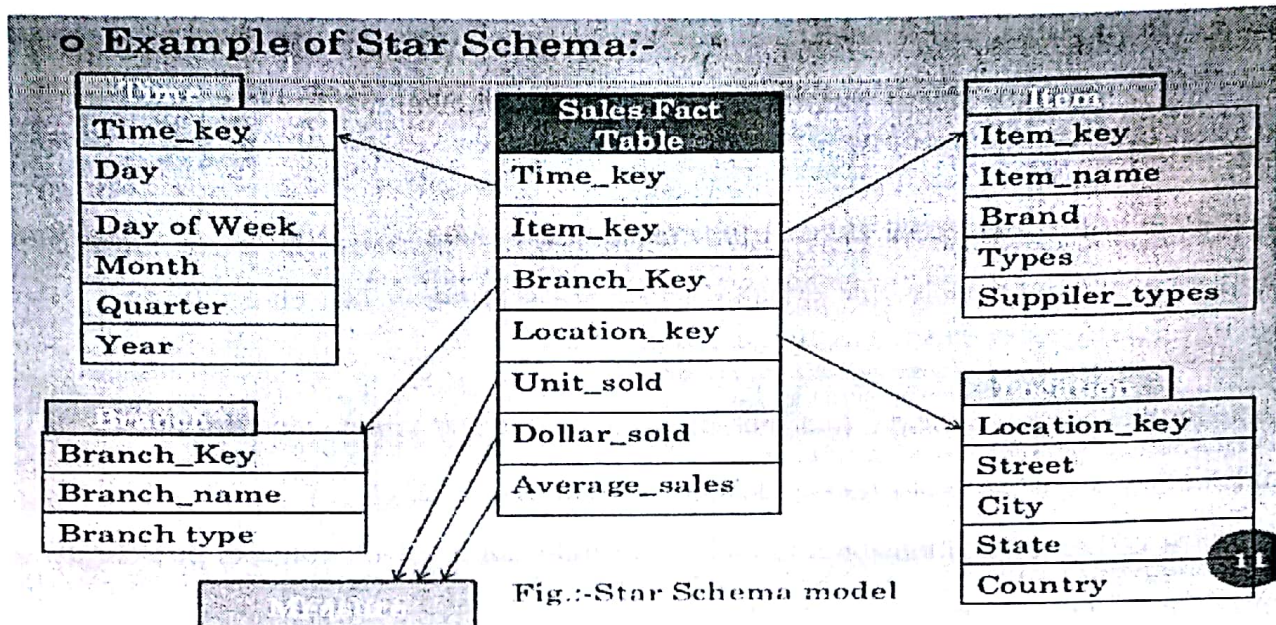 o Example of Star Schema:-
Time
Time_key
Day
Day of Week
Month
Quarter
Year
Sales Fact
Table
Time_key
Item_key
Branch_Key
Location_key
Unit_sold
Dollar_sold
Average_sales
Item
Item_key
Item_name
Brand
Types
Suppiler_types
Branch_Key
Branch_name
Branch type
Location_key
Street
City
State
Country
11
Fig.:-Star Schema model